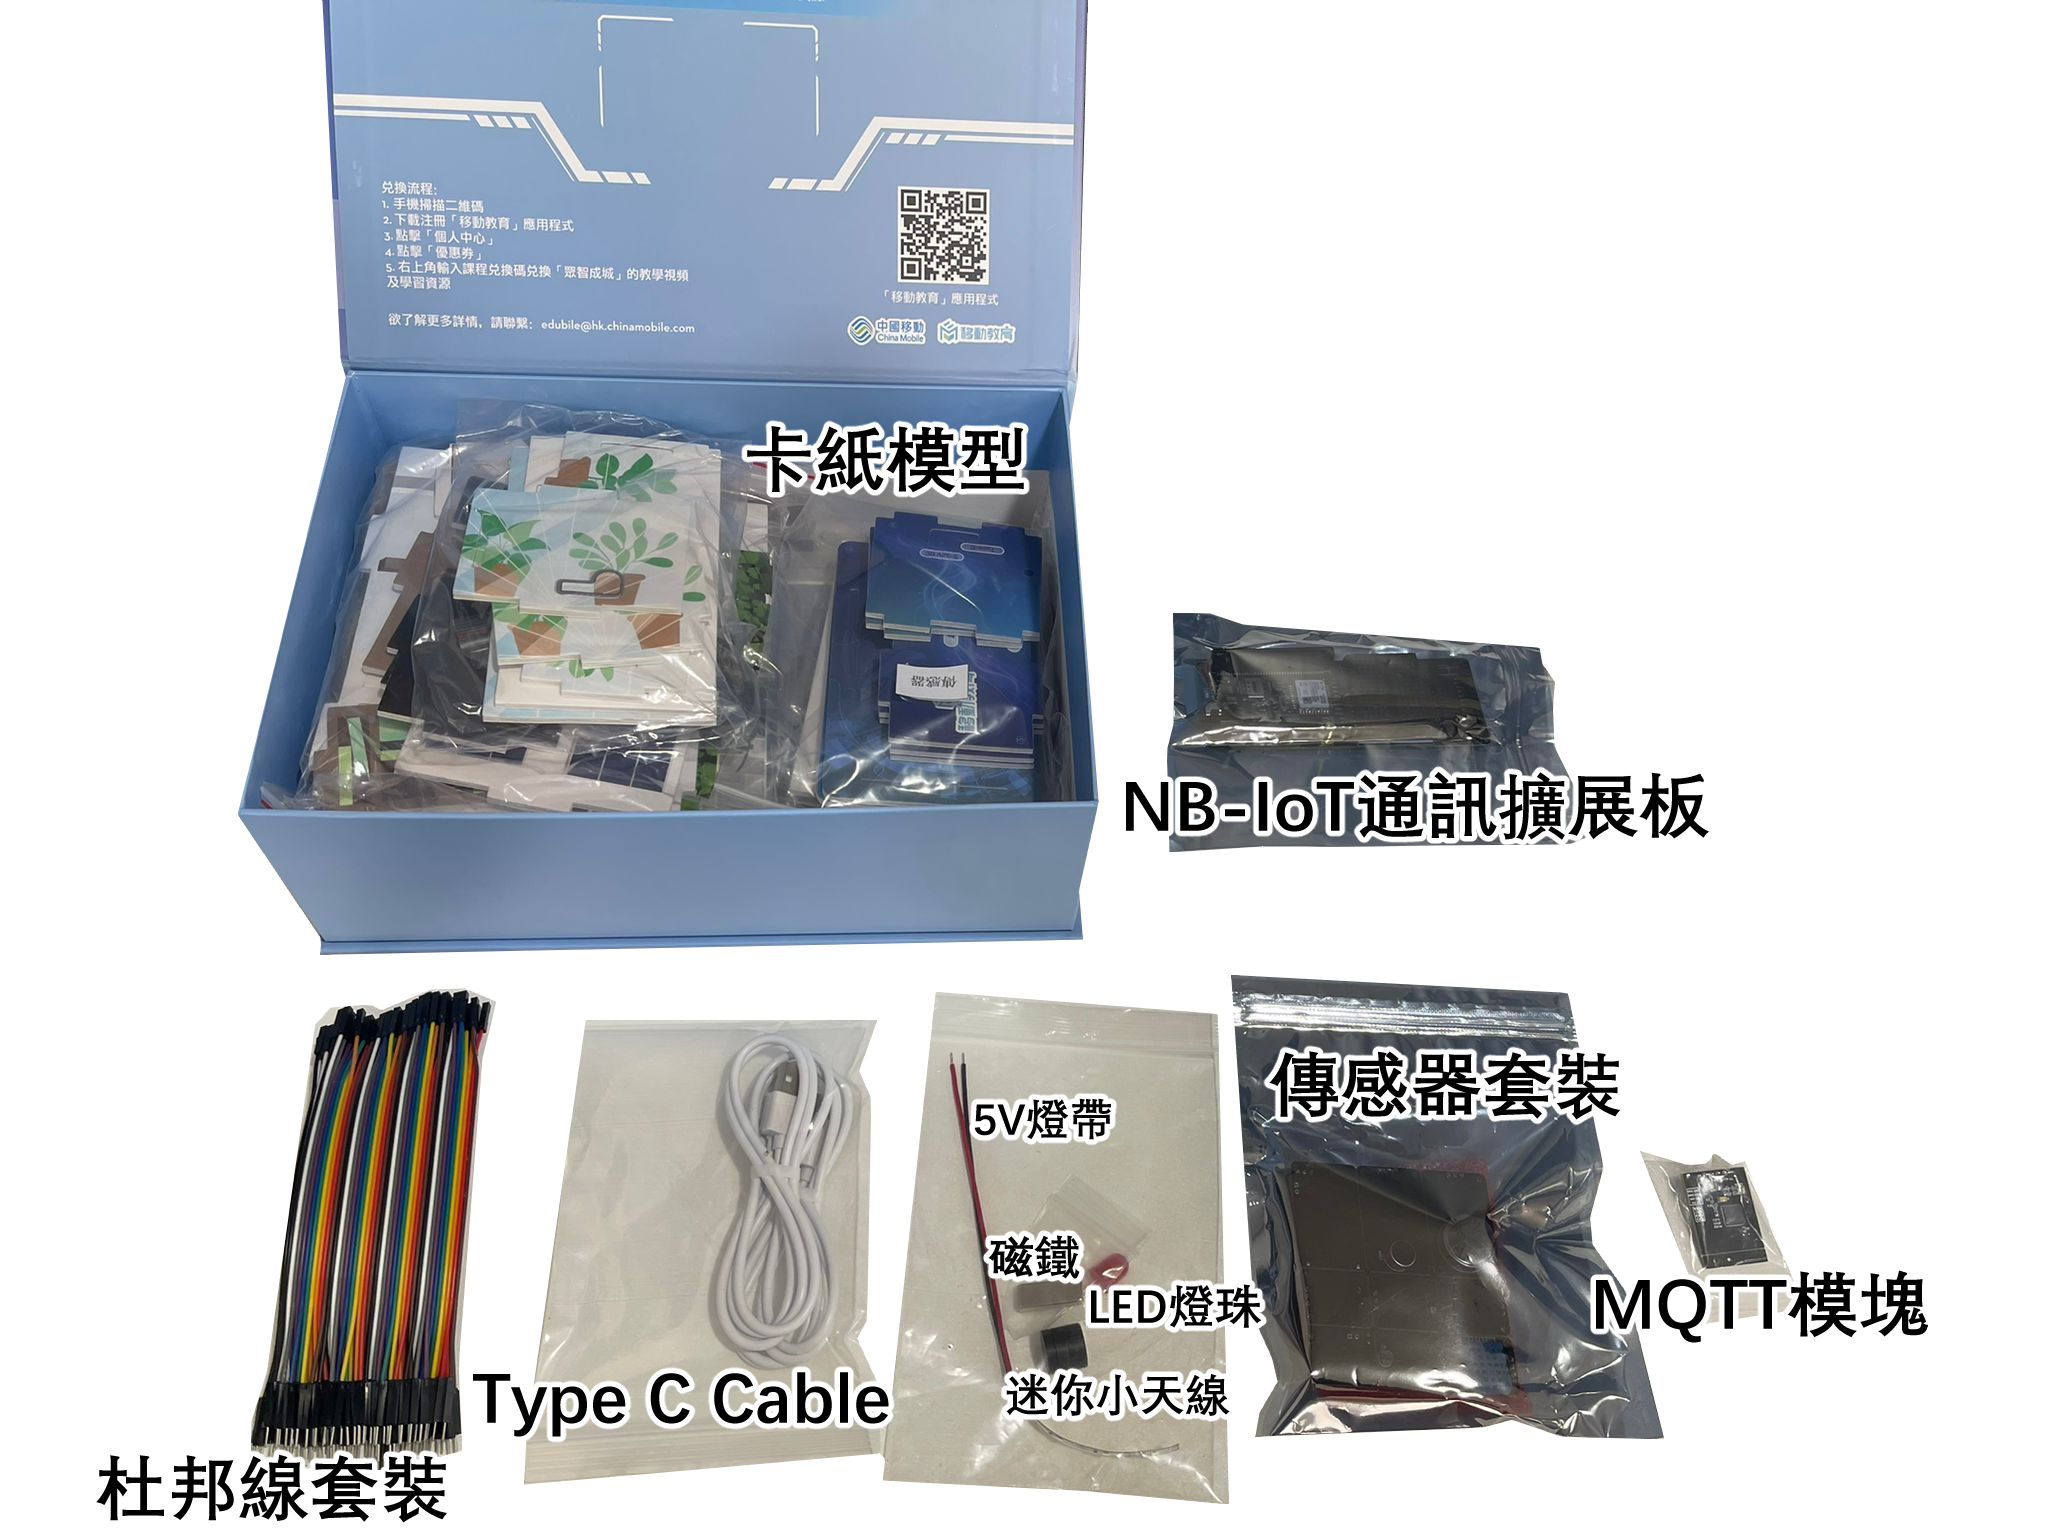 兌換流程:
1. 手機掃描二維碼
2. 下載注冊「移動教育」應用程式
3. 點擊「個人中心」
4. 點擊「優惠券」
5. 右上角輸入課程兌換碼兌換「眾智成城」的教學視頻
及學習資源
欲了解更多詳情，請聯繫：edubile@hk.chinamobile.com
「移動教育」應用程式
中國移動
China Mobile
移動教育
卡紙模型
傳感器
移動教育
NB-IoT通訊擴展板
傳感器套裝
5V燈帶
磁鐵
LED燈珠
迷你小天線
MQTT模塊
Type C Cable
杜邦線套裝